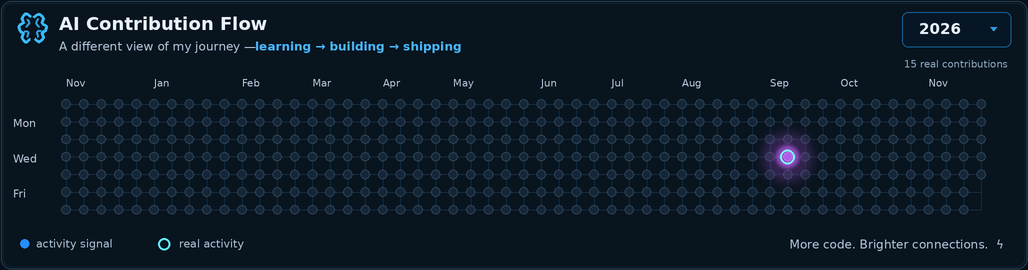 AI Contribution Flow
A different view of my journey —learning → building → shipping
2026
15 real contributions
Nov Jan Feb Mar Apr May Jun Jul Aug Sep Oct Nov
Mon
Wed
Fri
activity signal
real activity
More code. Brighter connections. ϟ